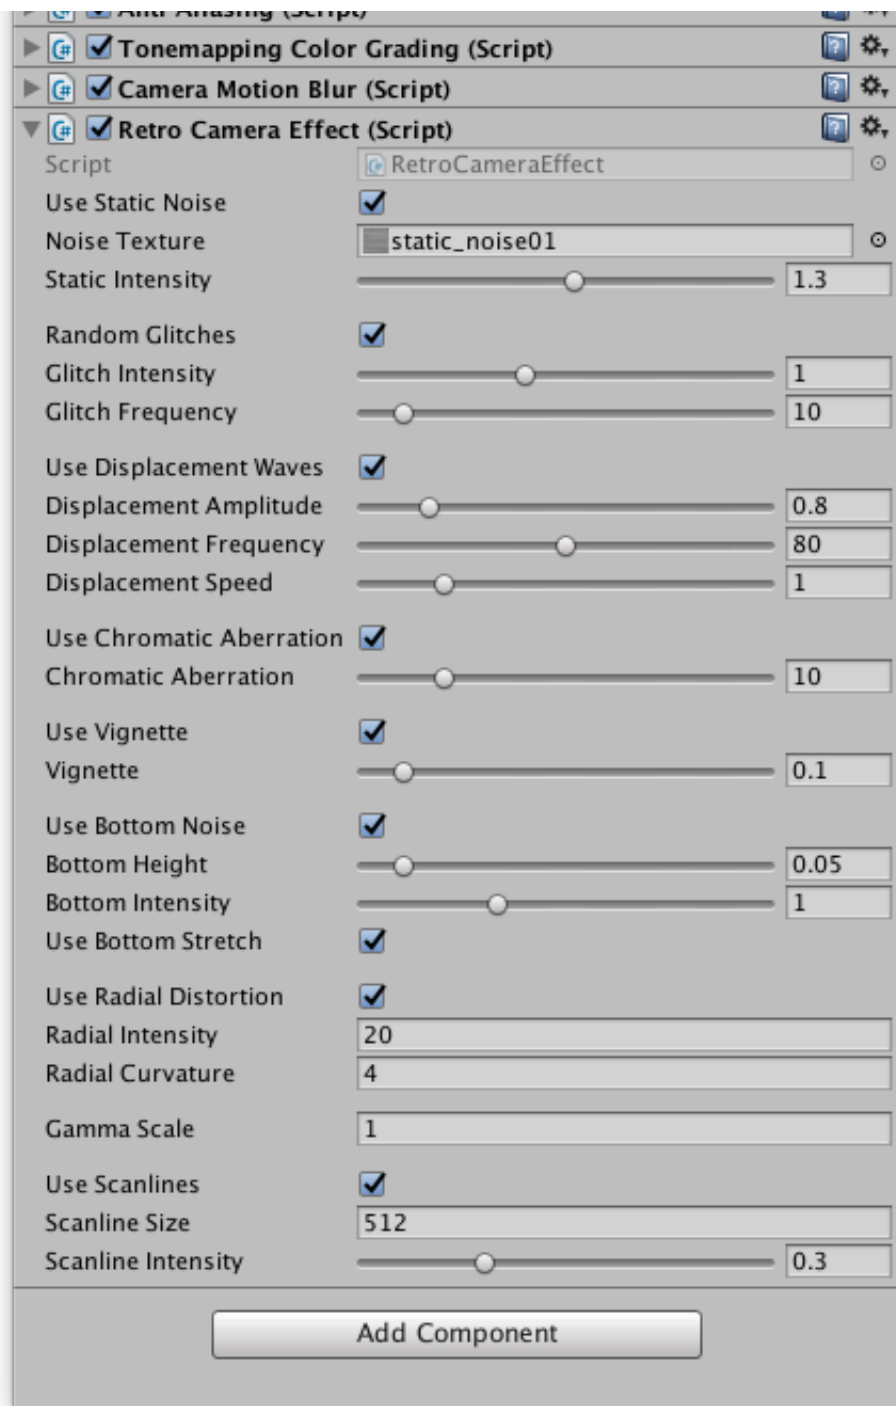 Anti Aliasing (Script)
Tonemapping Color Grading (Script)
Camera Motion Blur (Script)
Retro Camera Effect (Script)
Script RetroCameraEffect
Use Static Noise
Noise Texture static_noise01
Static Intensity 1.3
Random Glitches
Glitch Intensity 1
Glitch Frequency 10
Use Displacement Waves
Displacement Amplitude 0.8
Displacement Frequency 80
Displacement Speed 1
Use Chromatic Aberration
Chromatic Aberration 10
Use Vignette
Vignette 0.1
Use Bottom Noise
Bottom Height 0.05
Bottom Intensity 1
Use Bottom Stretch
Use Radial Distortion
Radial Intensity 20
Radial Curvature 4
Gamma Scale 1
Use Scanlines
Scanline Size 512
Scanline Intensity 0.3
Add Component